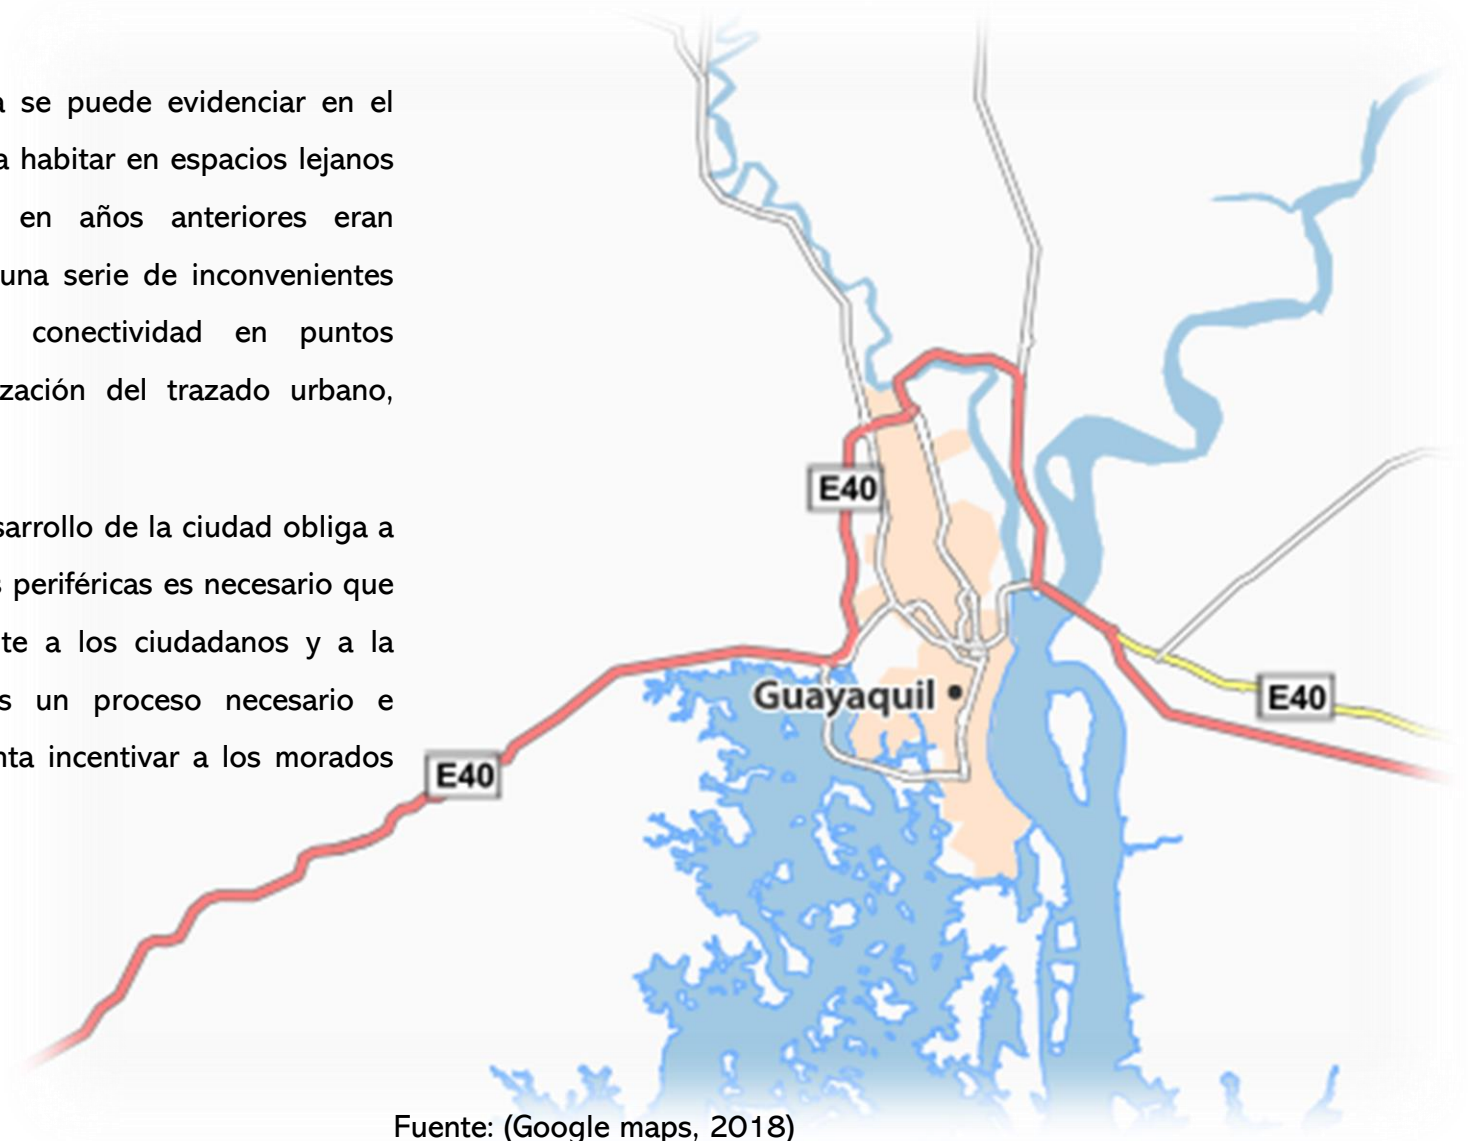 se puede evidenciar en el
a habitar en espacios lejanos
en años anteriores eran
una serie de inconvenientes
conectividad en puntos
zación del trazado urbano,
sarrollo de la ciudad obliga a
s periféricas es necesario que
te a los ciudadanos y a la
s un proceso necesario e
nta incentivar a los morados
E40
Guayaquil
E40
E40
Fuente: (Google maps, 2018)